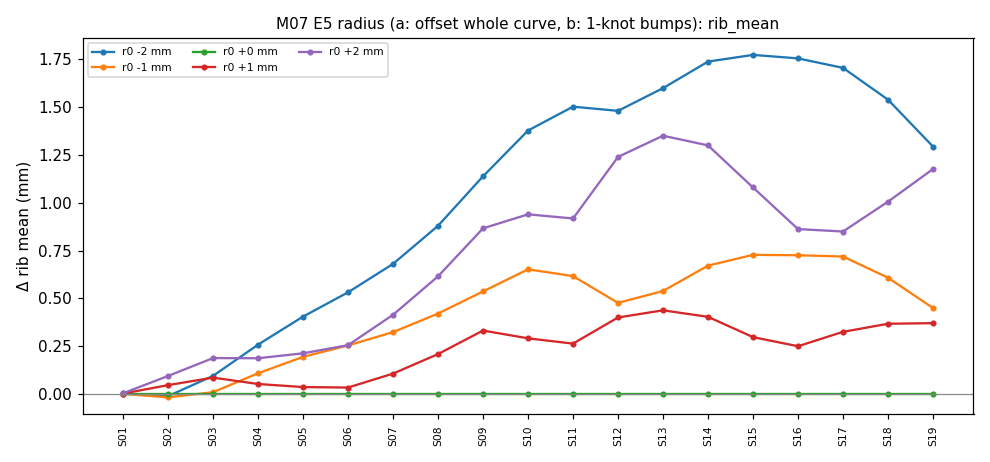 M07 E5 radius (a: offset whole curve, b: 1-knot bumps): rib_mean
r0 -2 mm
r0 -1 mm
r0 +0 mm
r0 +1 mm
r0 +2 mm
Δ rib mean (mm)
1.75
1.50
1.25
1.00
0.75
0.50
0.25
0.00
S01
S02
S03
S04
S05
S06
S07
S08
S09
S10
S11
S12
S13
S14
S15
S16
S17
S18
S19